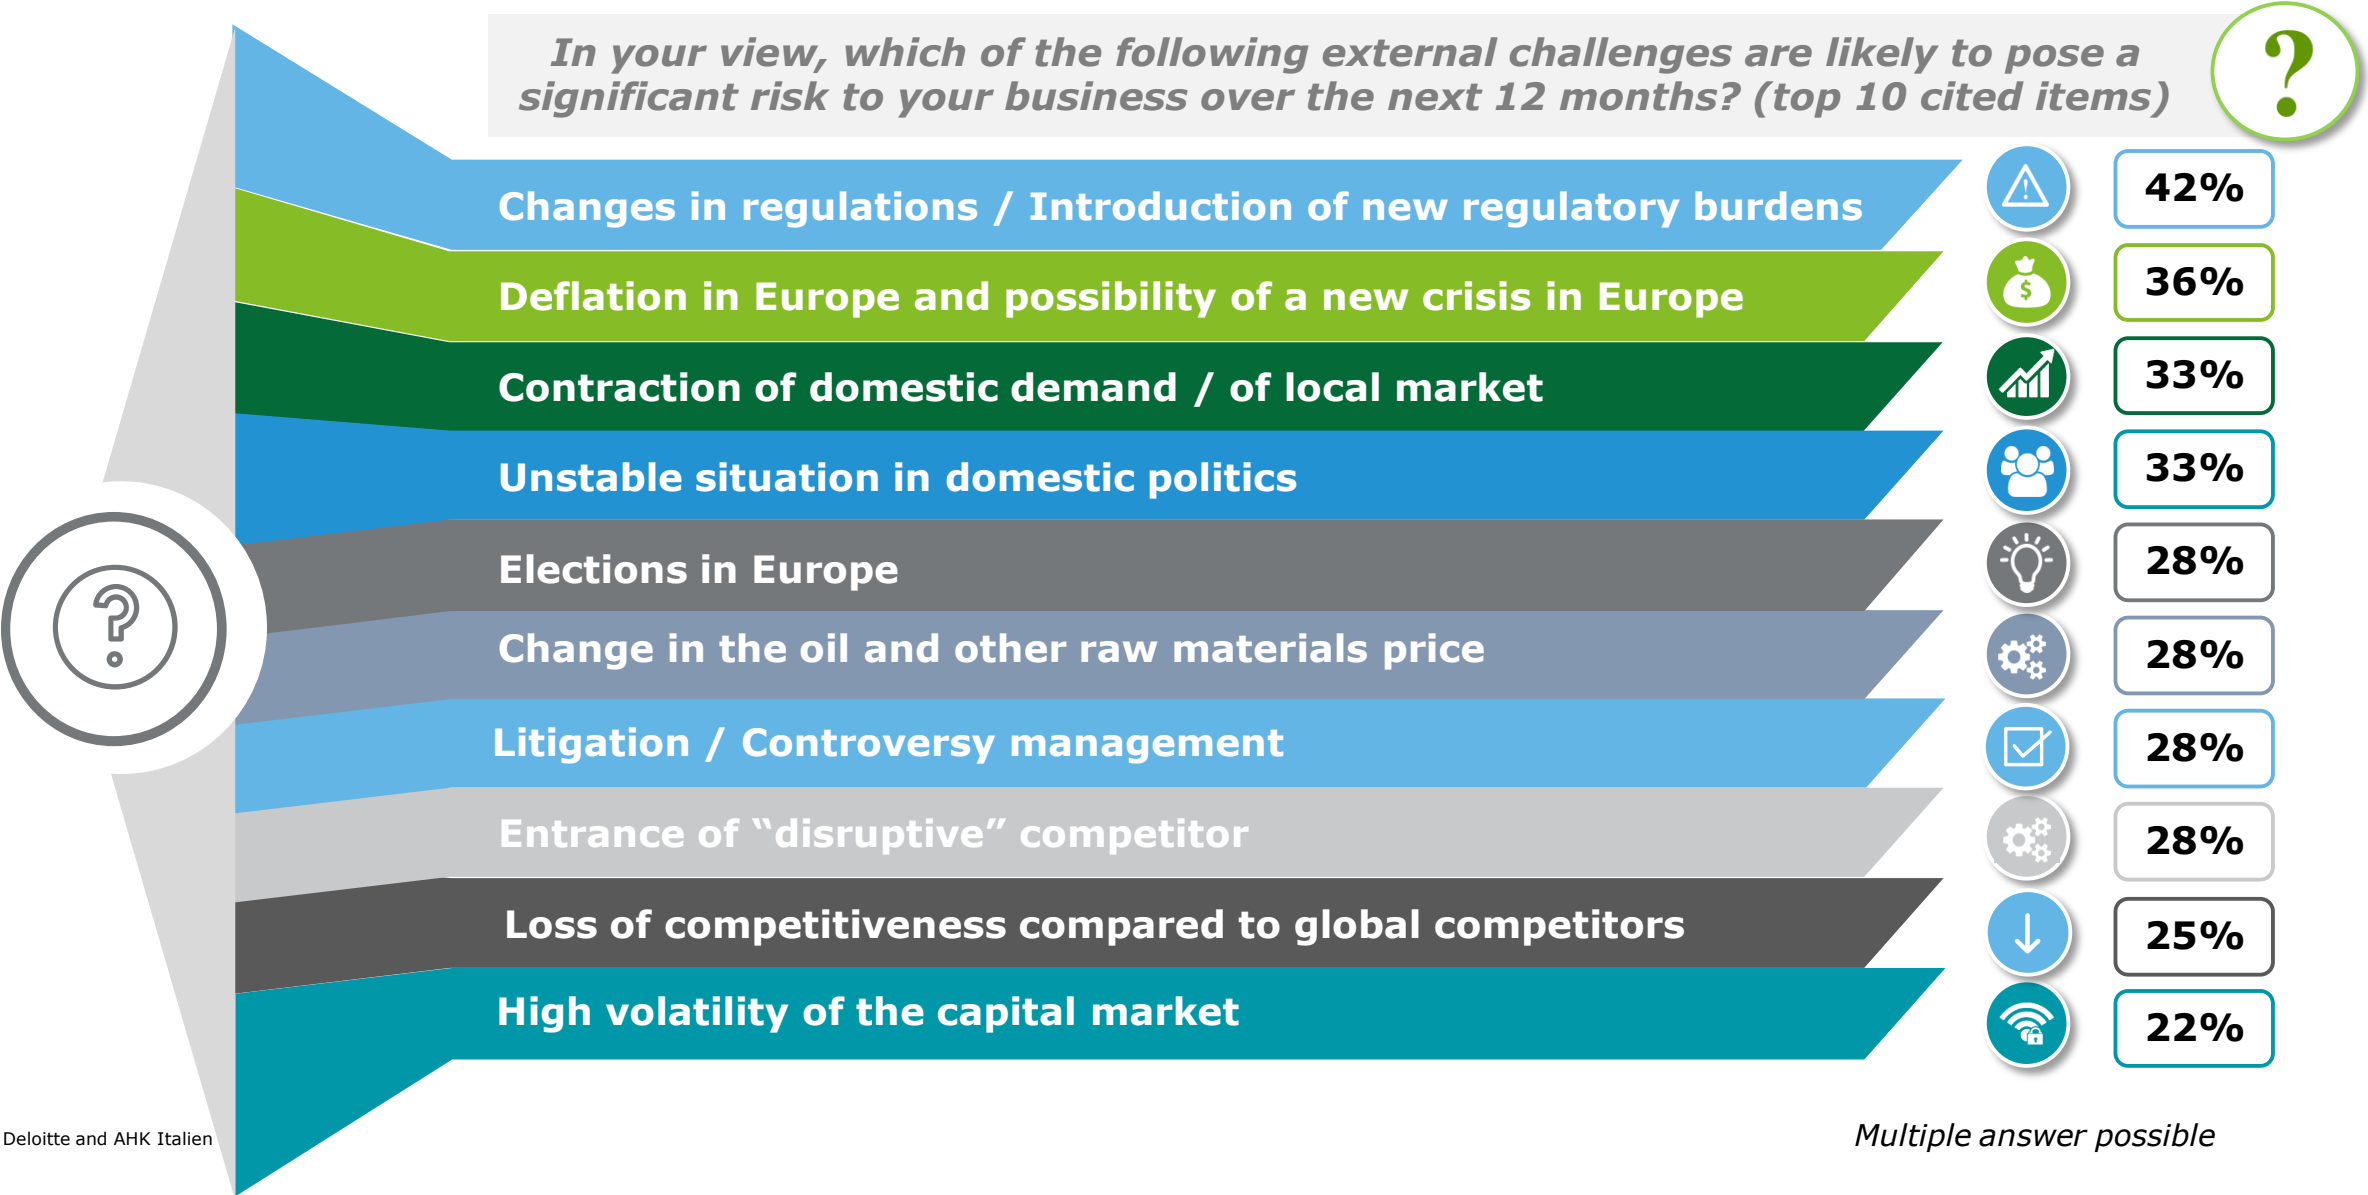 In your view, which of the following external challenges are likely to pose a
significant risk to your business over the next 12 months? (top 10 cited items)
?
Changes in regulations / Introduction of new regulatory burdens
42%
Deflation in Europe and possibility of a new crisis in Europe
$
36%
Contraction of domestic demand / of local market
33%
Unstable situation in domestic politics
33%
Elections in Europe
28%
?
Change in the oil and other raw materials price
28%
Litigation / Controversy management
28%
Entrance of “disruptive” competitor
28%
Loss of competitiveness compared to global competitors
25%
High volatility of the capital market
22%
Deloitte and AHK Italien
Multiple answer possible